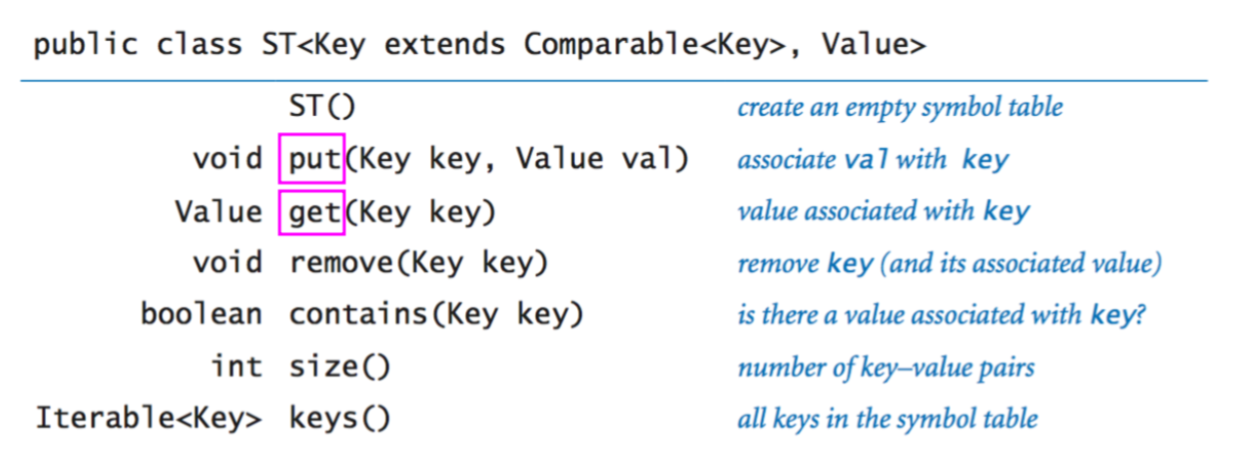 public class ST<Key extends Comparable<Key>, Value>
ST() create an empty symbol table
void put(Key key, Value val) associate val with key
Value get(Key key) value associated with key
void remove(Key key) remove key (and its associated value)
boolean contains(Key key) is there a value associated with key?
int size() number of key–value pairs
Iterable<Key> keys() all keys in the symbol table